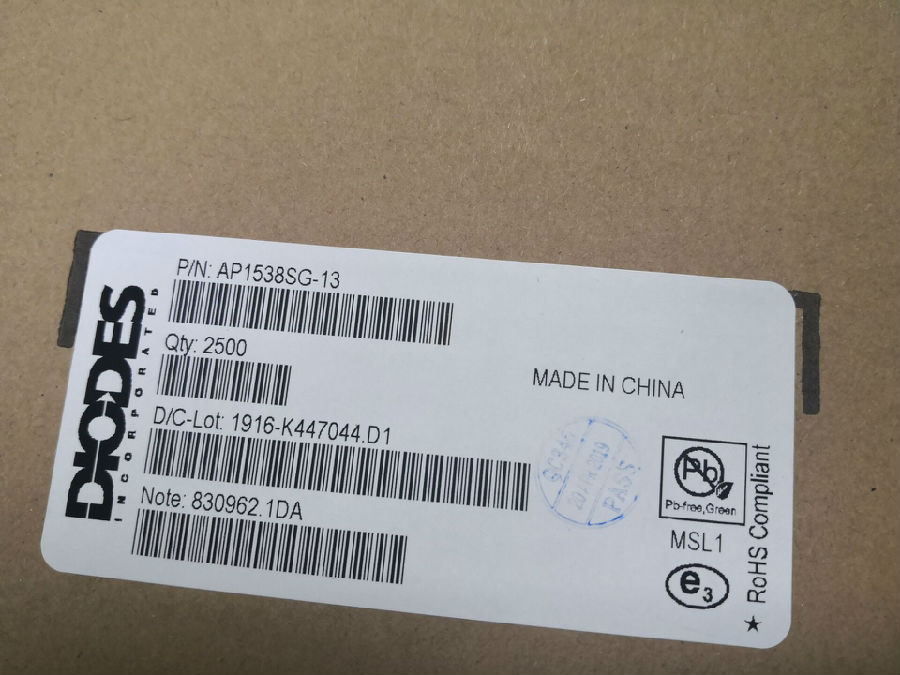 DIODES
INCORPORATED
P/N: AP1538SG-13
Qty: 2500
MADE IN CHINA
D/C-Lot: 1916-K447044.D1
Note: 830962.1DA
PASS
Pb
Pb-free,Green
MSL1
e3
★ RoHS Compliant